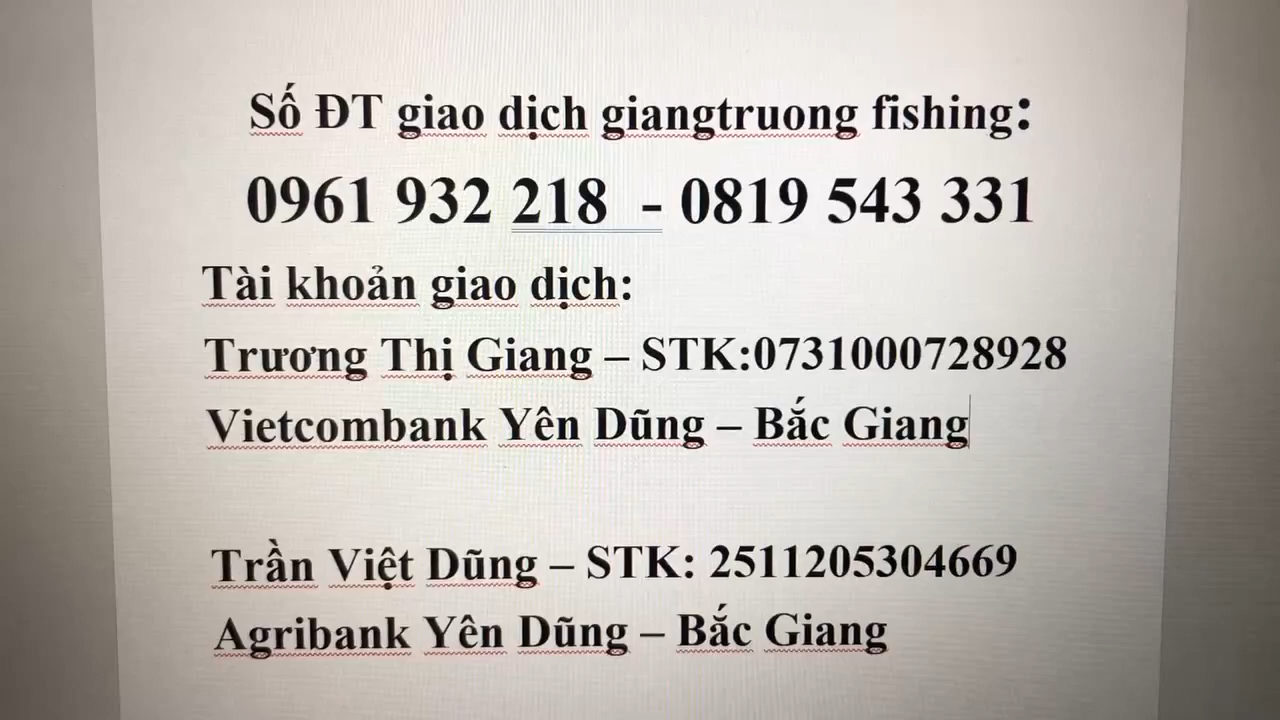 Số ĐT giao dịch giangtruong fishing:
0961 932 218 - 0819 543 331
Tài khoản giao dịch:
Trương Thị Giang – STK:0731000728928
Vietcombank Yên Dũng – Bắc Giang
Trần Việt Dũng – STK: 2511205304669
Agribank Yên Dũng – Bắc Giang